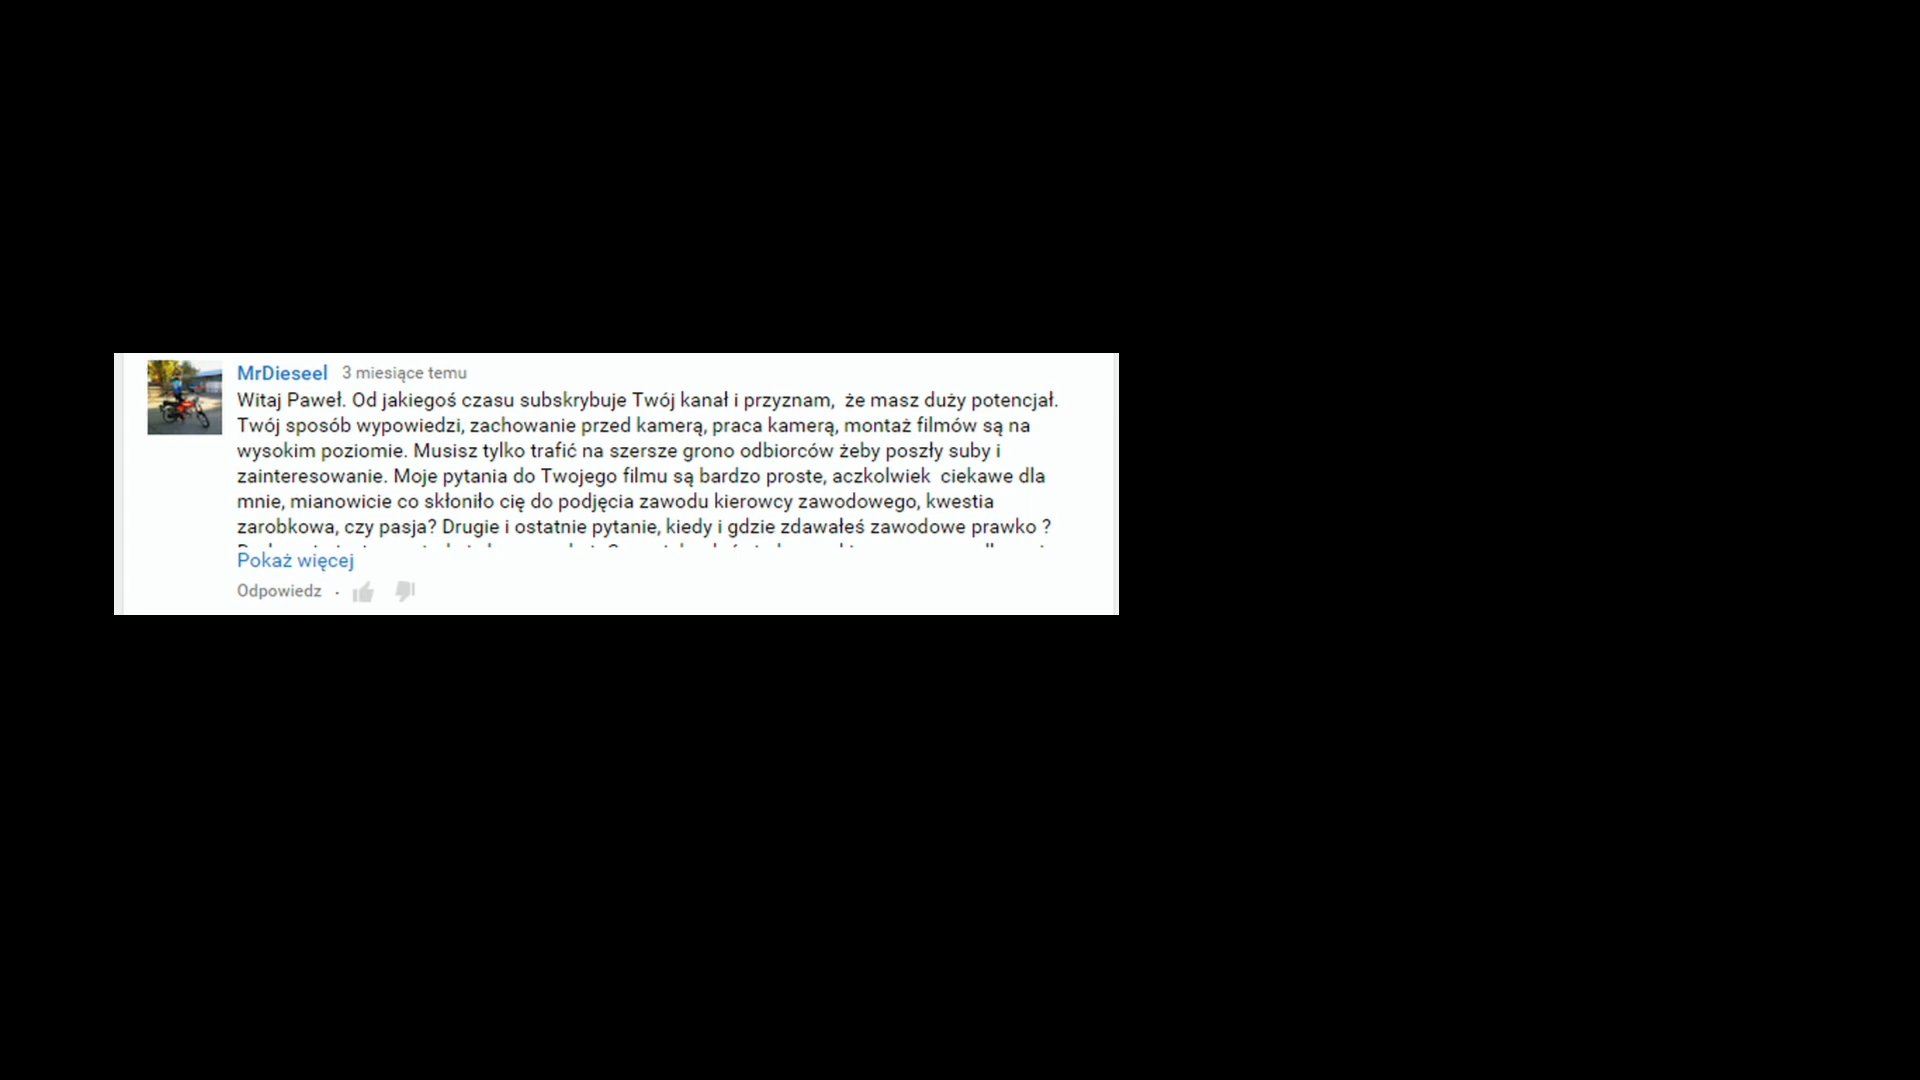 MrDieseel 3 miesiące temu
Witaj Paweł. Od jakiegoś czasu subskrybuje Twój kanał i przyznam,  że masz duży potencjał.
Twój sposób wypowiedzi, zachowanie przed kamerą, praca kamerą, montaż filmów są na
wysokim poziomie. Musisz tylko trafić na szersze grono odbiorców żeby poszły suby i
zainteresowanie. Moje pytania do Twojego filmu są bardzo proste, aczkolwiek  ciekawe dla
mnie, mianowicie co skłoniło cię do podjęcia zawodu kierowcy zawodowego, kwestia
zarobkowa, czy pasja? Drugie i ostatnie pytanie, kiedy i gdzie zdawałeś zawodowe prawko ?
Pokaż więcej
Odpowiedz ·